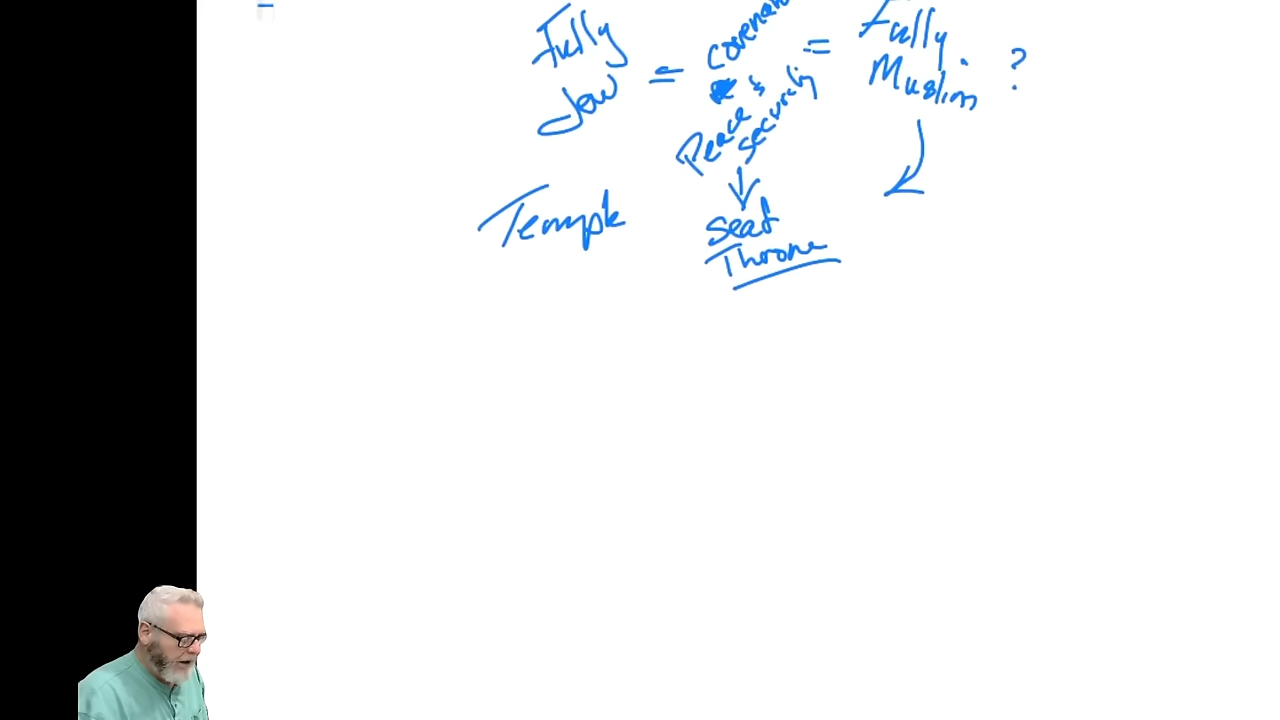 Fully
Jew
=
Covenant
&
Peace
Security
=
Fully
Muslim ?
Temple
Seat
Throne